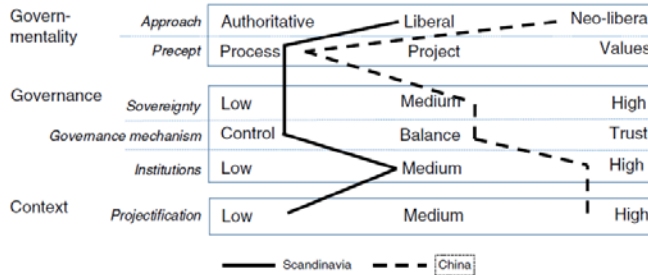 Govern-
mentality
Approach Authoritative Liberal Neo-libera
Precept Process Project Values
Governance
Sovereignty Low Medium High
Governance mechanism Control Balance Trust
Institutions Low Medium High
Context
Projectification Low Medium High
Scandinavia China